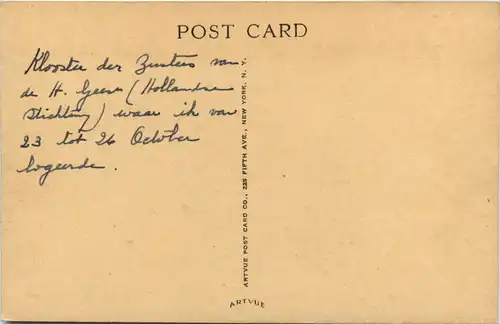 POST CARD
Klooster der Zusters van
de H. Geest (Hollandse
Stichting) waar ik van
23 tot 26 October
logeerde.
ARTVUE POST CARD CO., 225 FIFTH AVE., NEW YORK, N. Y.
ARTVUE